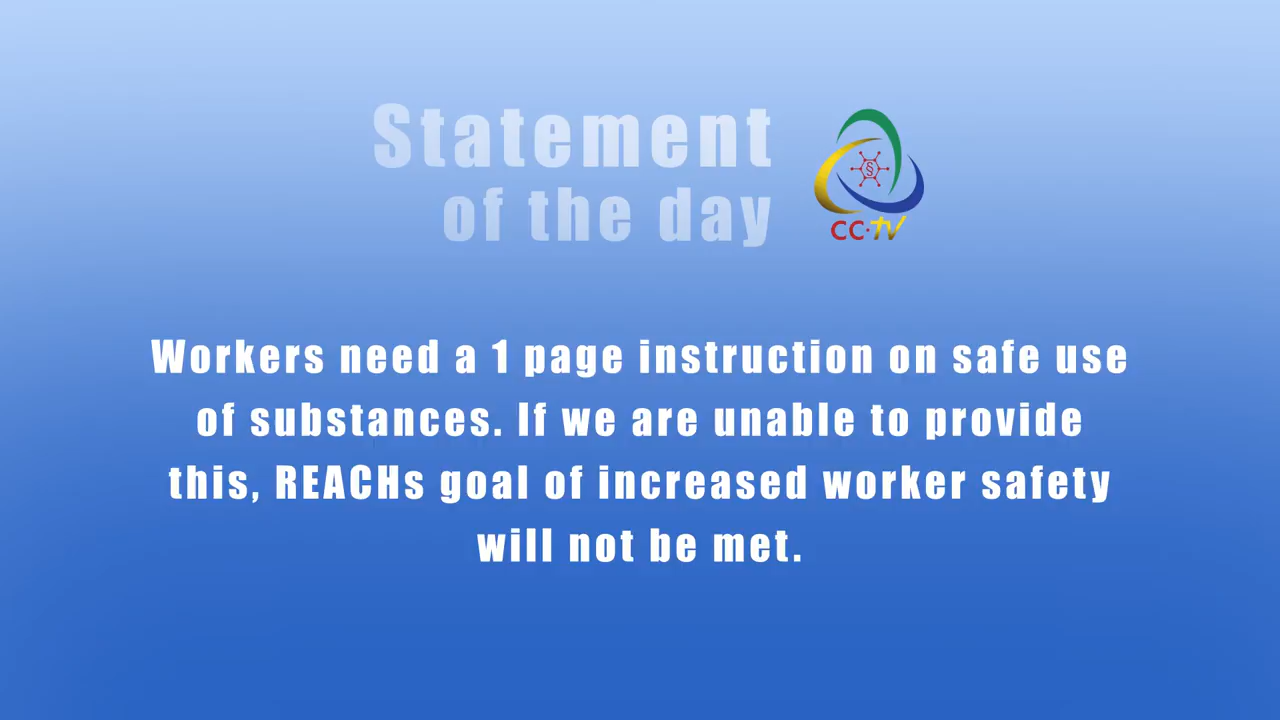 Statement
of the day
§
CC·TV
Workers need a 1 page instruction on safe use
of substances. If we are unable to provide
this, REACHs goal of increased worker safety
will not be met.